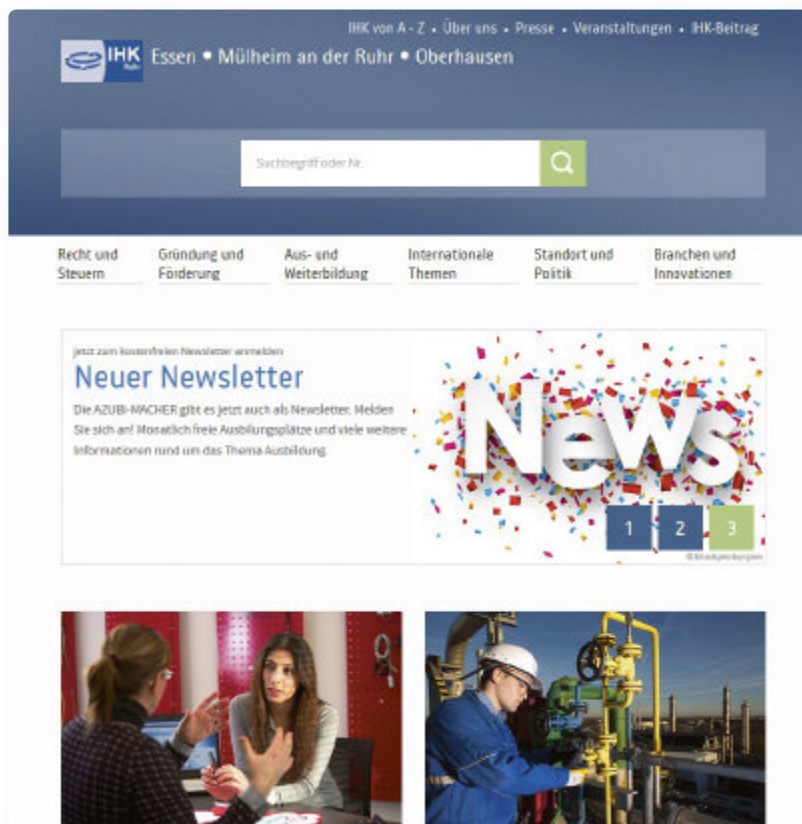 IHK von A - Z • Über uns • Presse • Veranstaltungen • IHK-Beitrag
IHK
Ruhr
Essen • Mülheim an der Ruhr • Oberhausen
Suchbegriff oder Nr.
Recht und
Steuern
Gründung und
Förderung
Aus- und
Weiterbildung
Internationale
Themen
Standort und
Politik
Branchen und
Innovationen
Jetzt zum kostenfreien Newsletter anmelden
Neuer Newsletter
Die AZUBI-MACHER gibt es jetzt auch als Newsletter. Melden
Sie sich an! Monatlich freie Ausbilungsplätze und viele weitere
Informationen rund um das Thema Ausbildung.
News
1 2 3